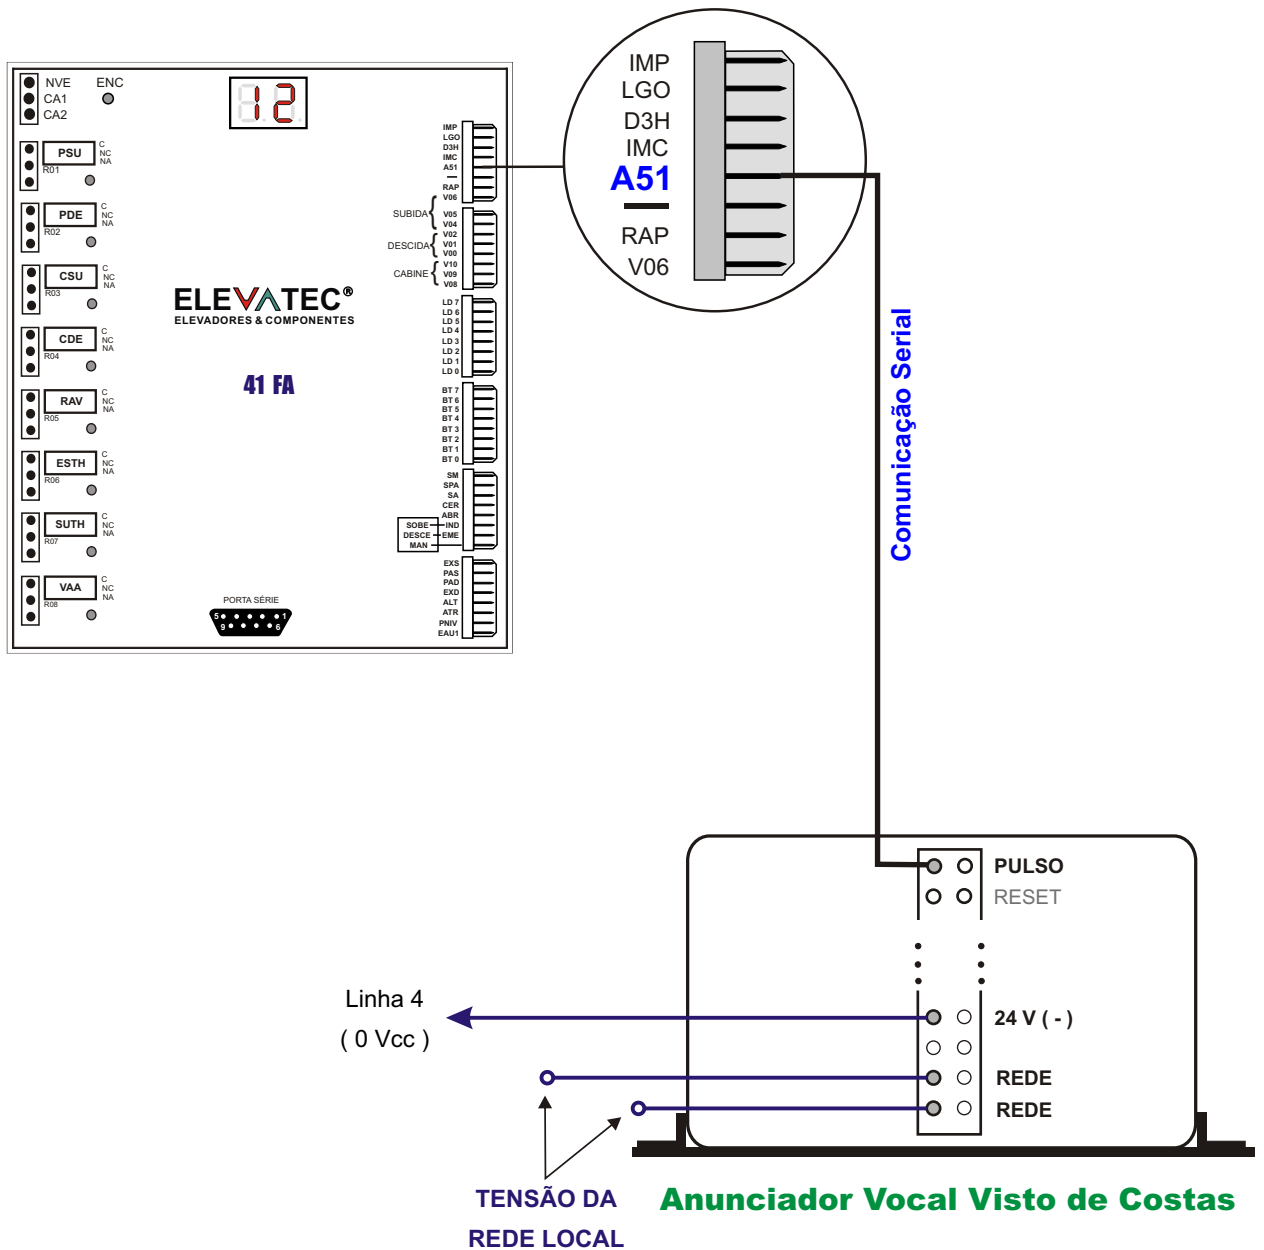 NVE
ENC
CA1
CA2
12
PSU
C
NC
NA
R01
PDE
C
NC
NA
R02
CSU
C
NC
NA
R03
CDE
C
NC
NA
R04
RAV
C
NC
NA
R05
ESTH
C
NC
NA
R06
SUTH
C
NC
NA
R07
VAA
C
NC
NA
R08
ELEVATEC®
ELEVADORES & COMPONENTES
41 FA
PORTA SÉRIE
5 1
9 6
IMP
LGO
D3H
IMC
A51
RAP
V06
SUBIDA
V05
V04
V02
DESCIDA
V01
V00
V10
CABINE
V09
V08
LD 7
LD 6
LD 5
LD 4
LD 3
LD 2
LD 1
LD 0
BT 7
BT 6
BT 5
BT 4
BT 3
BT 2
BT 1
BT 0
SM
SPA
SA
CER
ABR
SOBE IND
DESCE EME
MAN
EXS
PAS
PAD
EXD
ALT
ATR
PNIV
EAU1
IMP
LGO
D3H
IMC
A51
RAP
V06
Comunicação Serial
PULSO
RESET
Linha 4
( 0 Vcc )
24 V ( - )
REDE
REDE
TENSÃO DA
REDE LOCAL
Anunciador Vocal Visto de Costas